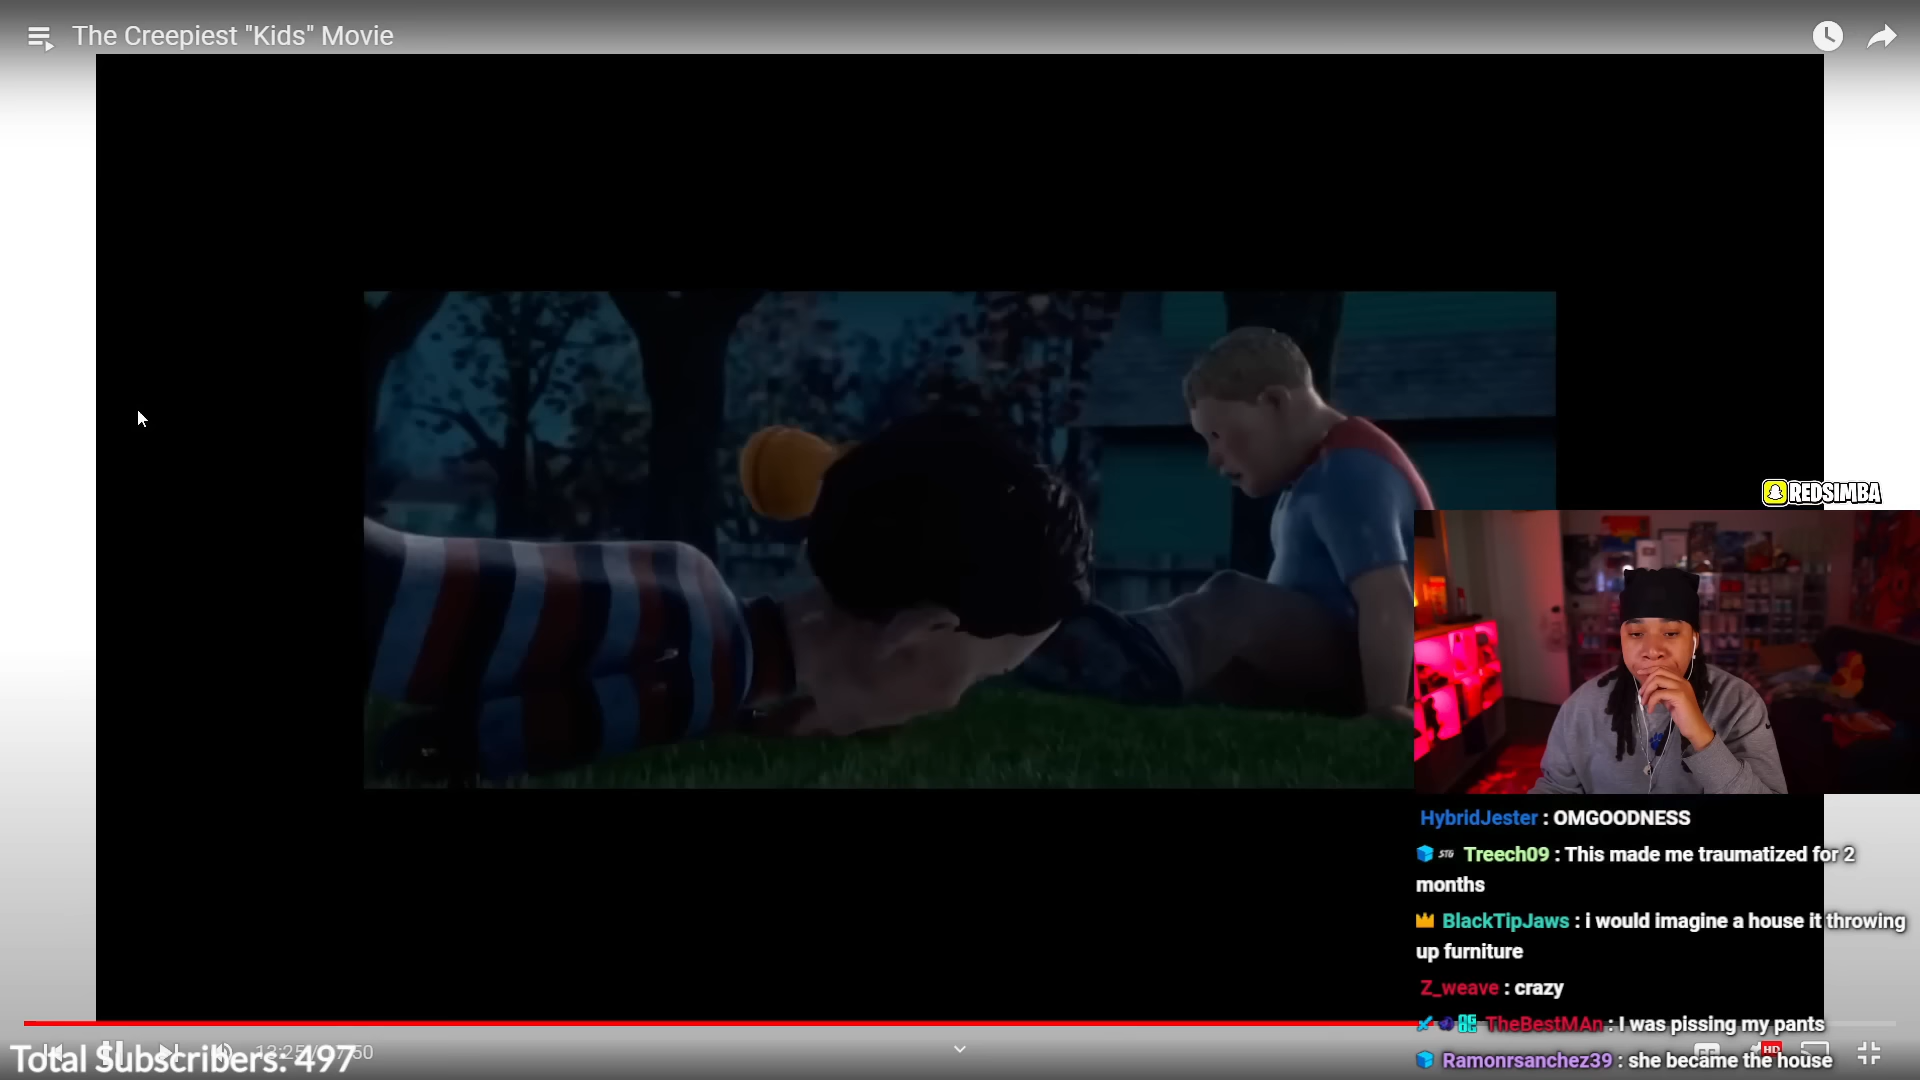 The Creepiest "Kids" Movie
REDSIMBA
HybridJester : OMGOODNESS
STG Treech09 : This made me traumatized for 2
months
BlackTipJaws : i would imagine a house it throwing
up furniture
Z_weave : crazy
TheBestMAn : I was pissing my pants
HD
Ramonrsanchez39 : she became the house
Total Subscribers: 497